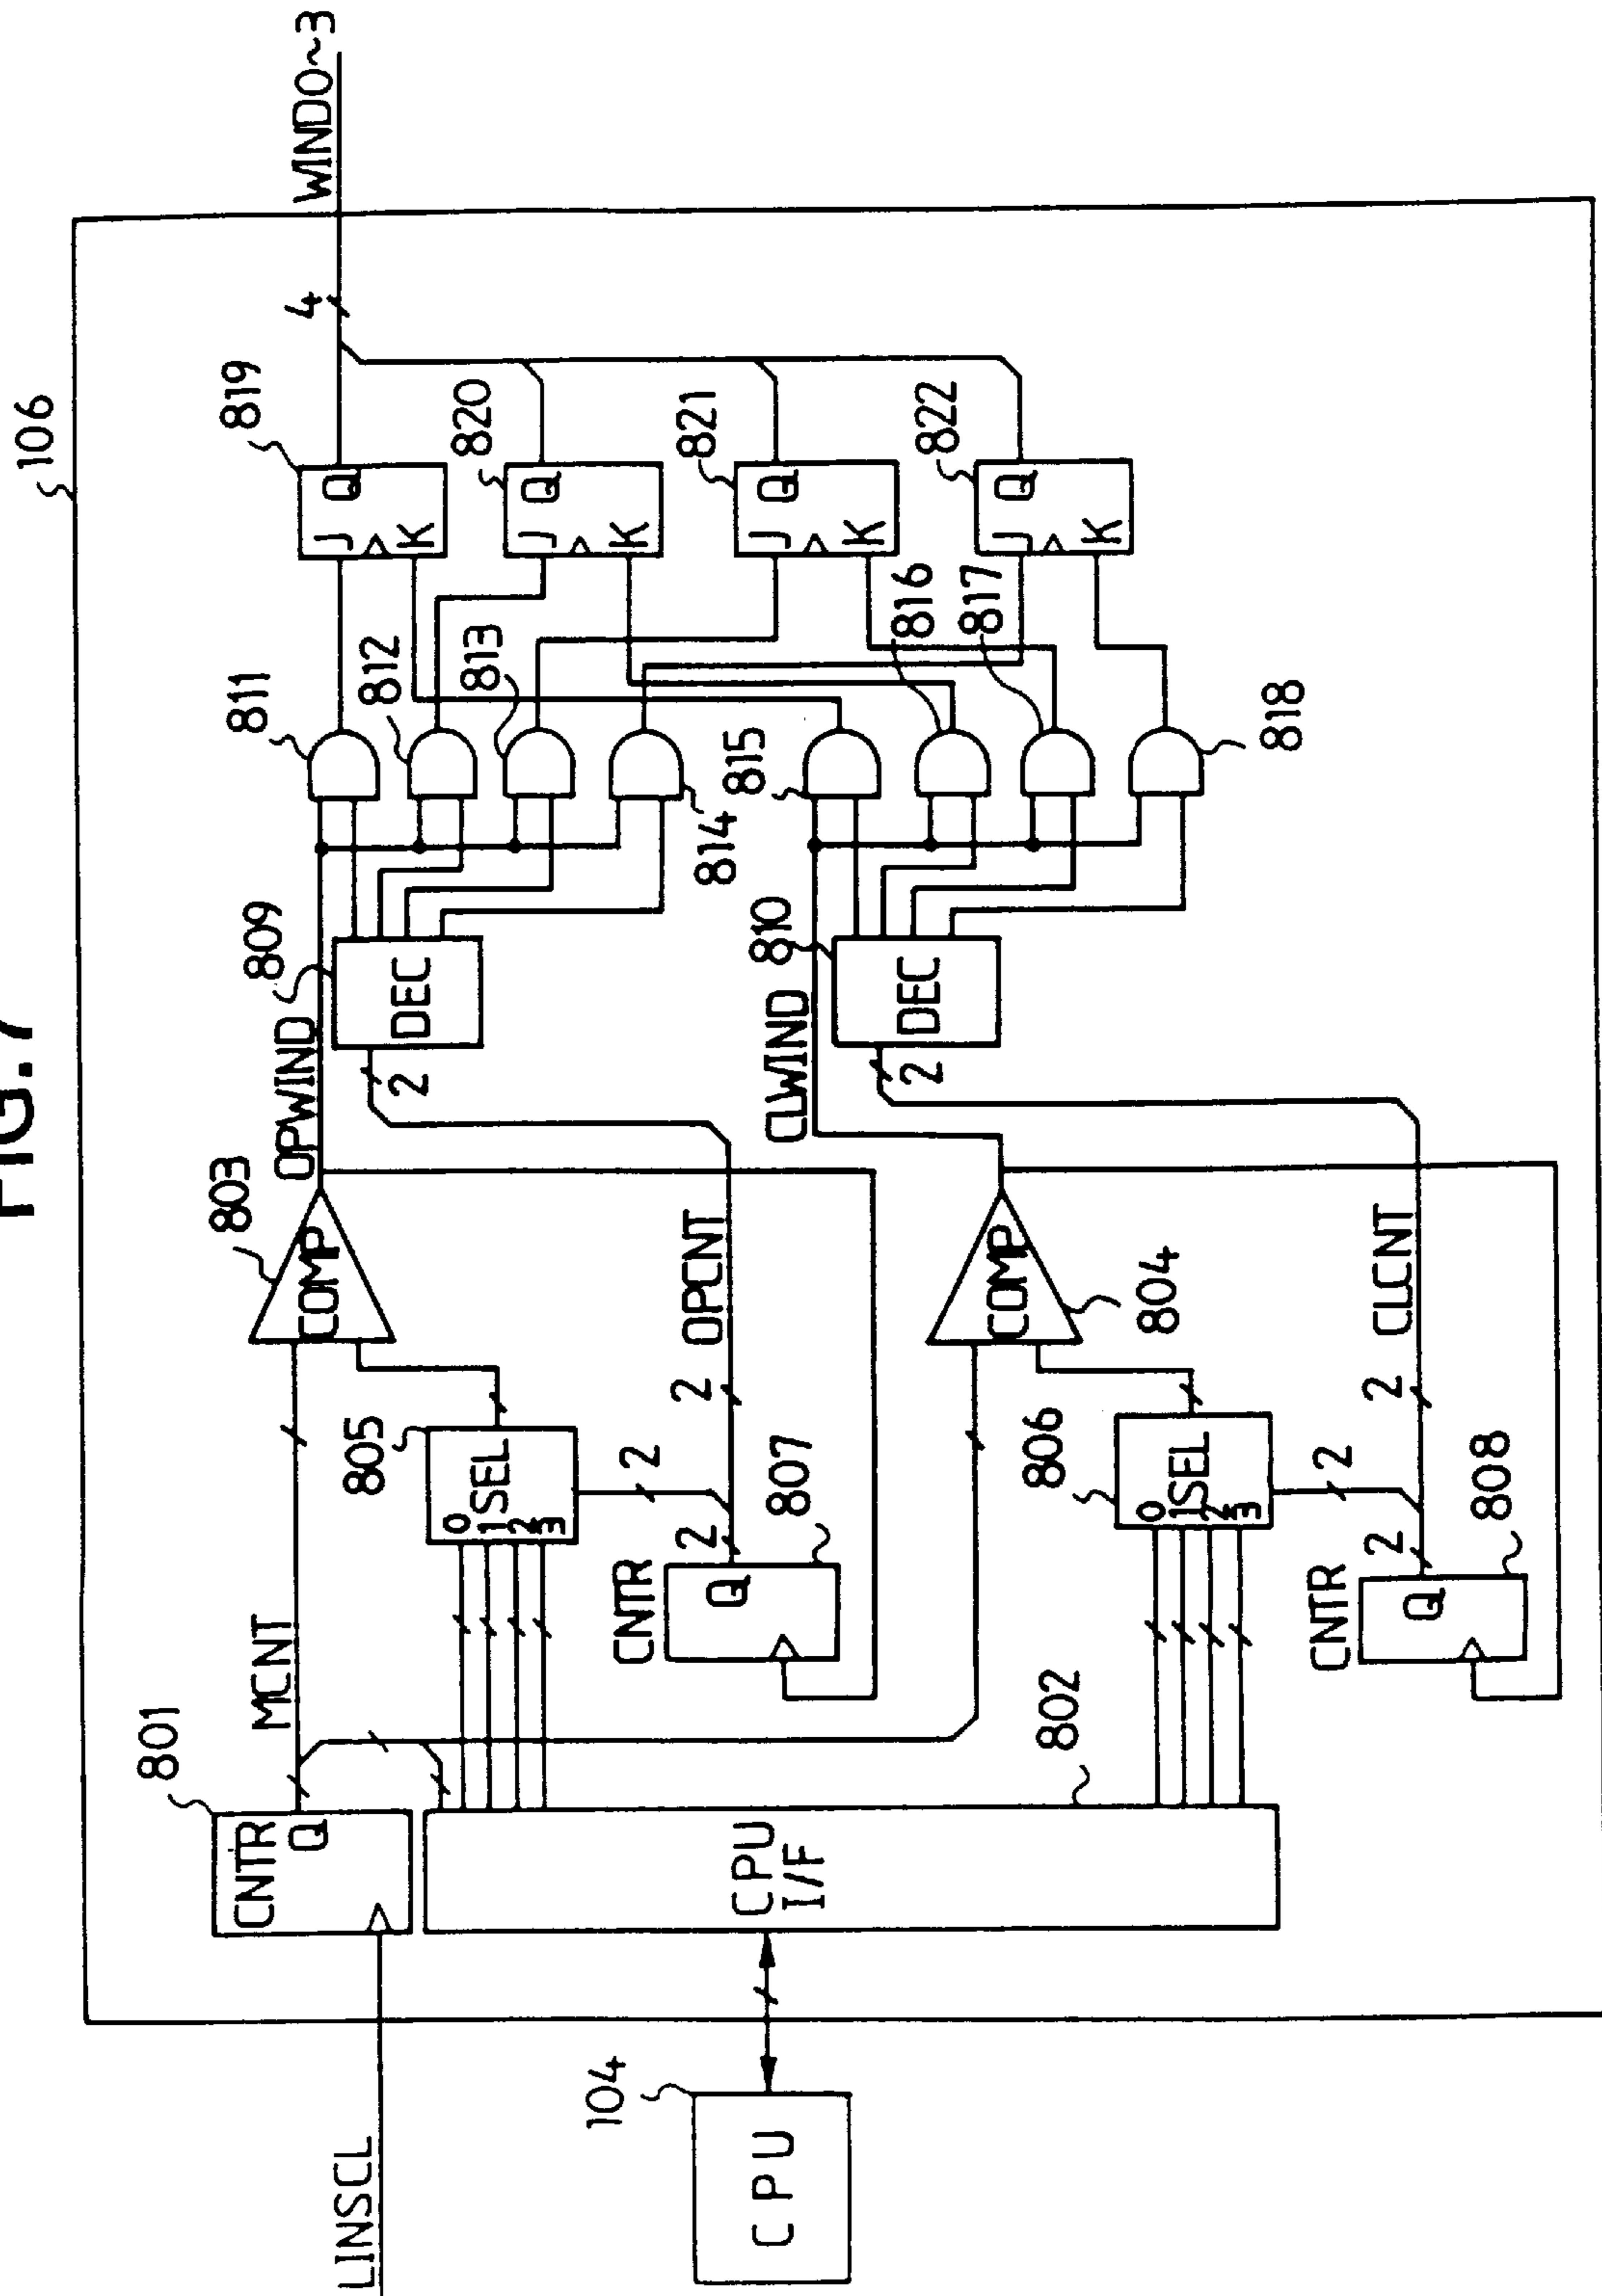 FIG.7
106
LINSCL
104
CPU
801
CNTR
Q
MCNT
CPU
I/F
802
805
0
1
2
3
SEL
2
CNTR
Q
2
807
2
OPCNT
803
COMP
OPWIND
809
DEC
2
811
812
813
814
806
0
1
2
3
SEL
2
CNTR
Q
2
808
2
CLCNT
804
COMP
CLWIND
810
DEC
2
815
816
817
818
819
J
Q
K
820
J
Q
K
821
J
Q
K
822
J
Q
K
4
WIND0~3